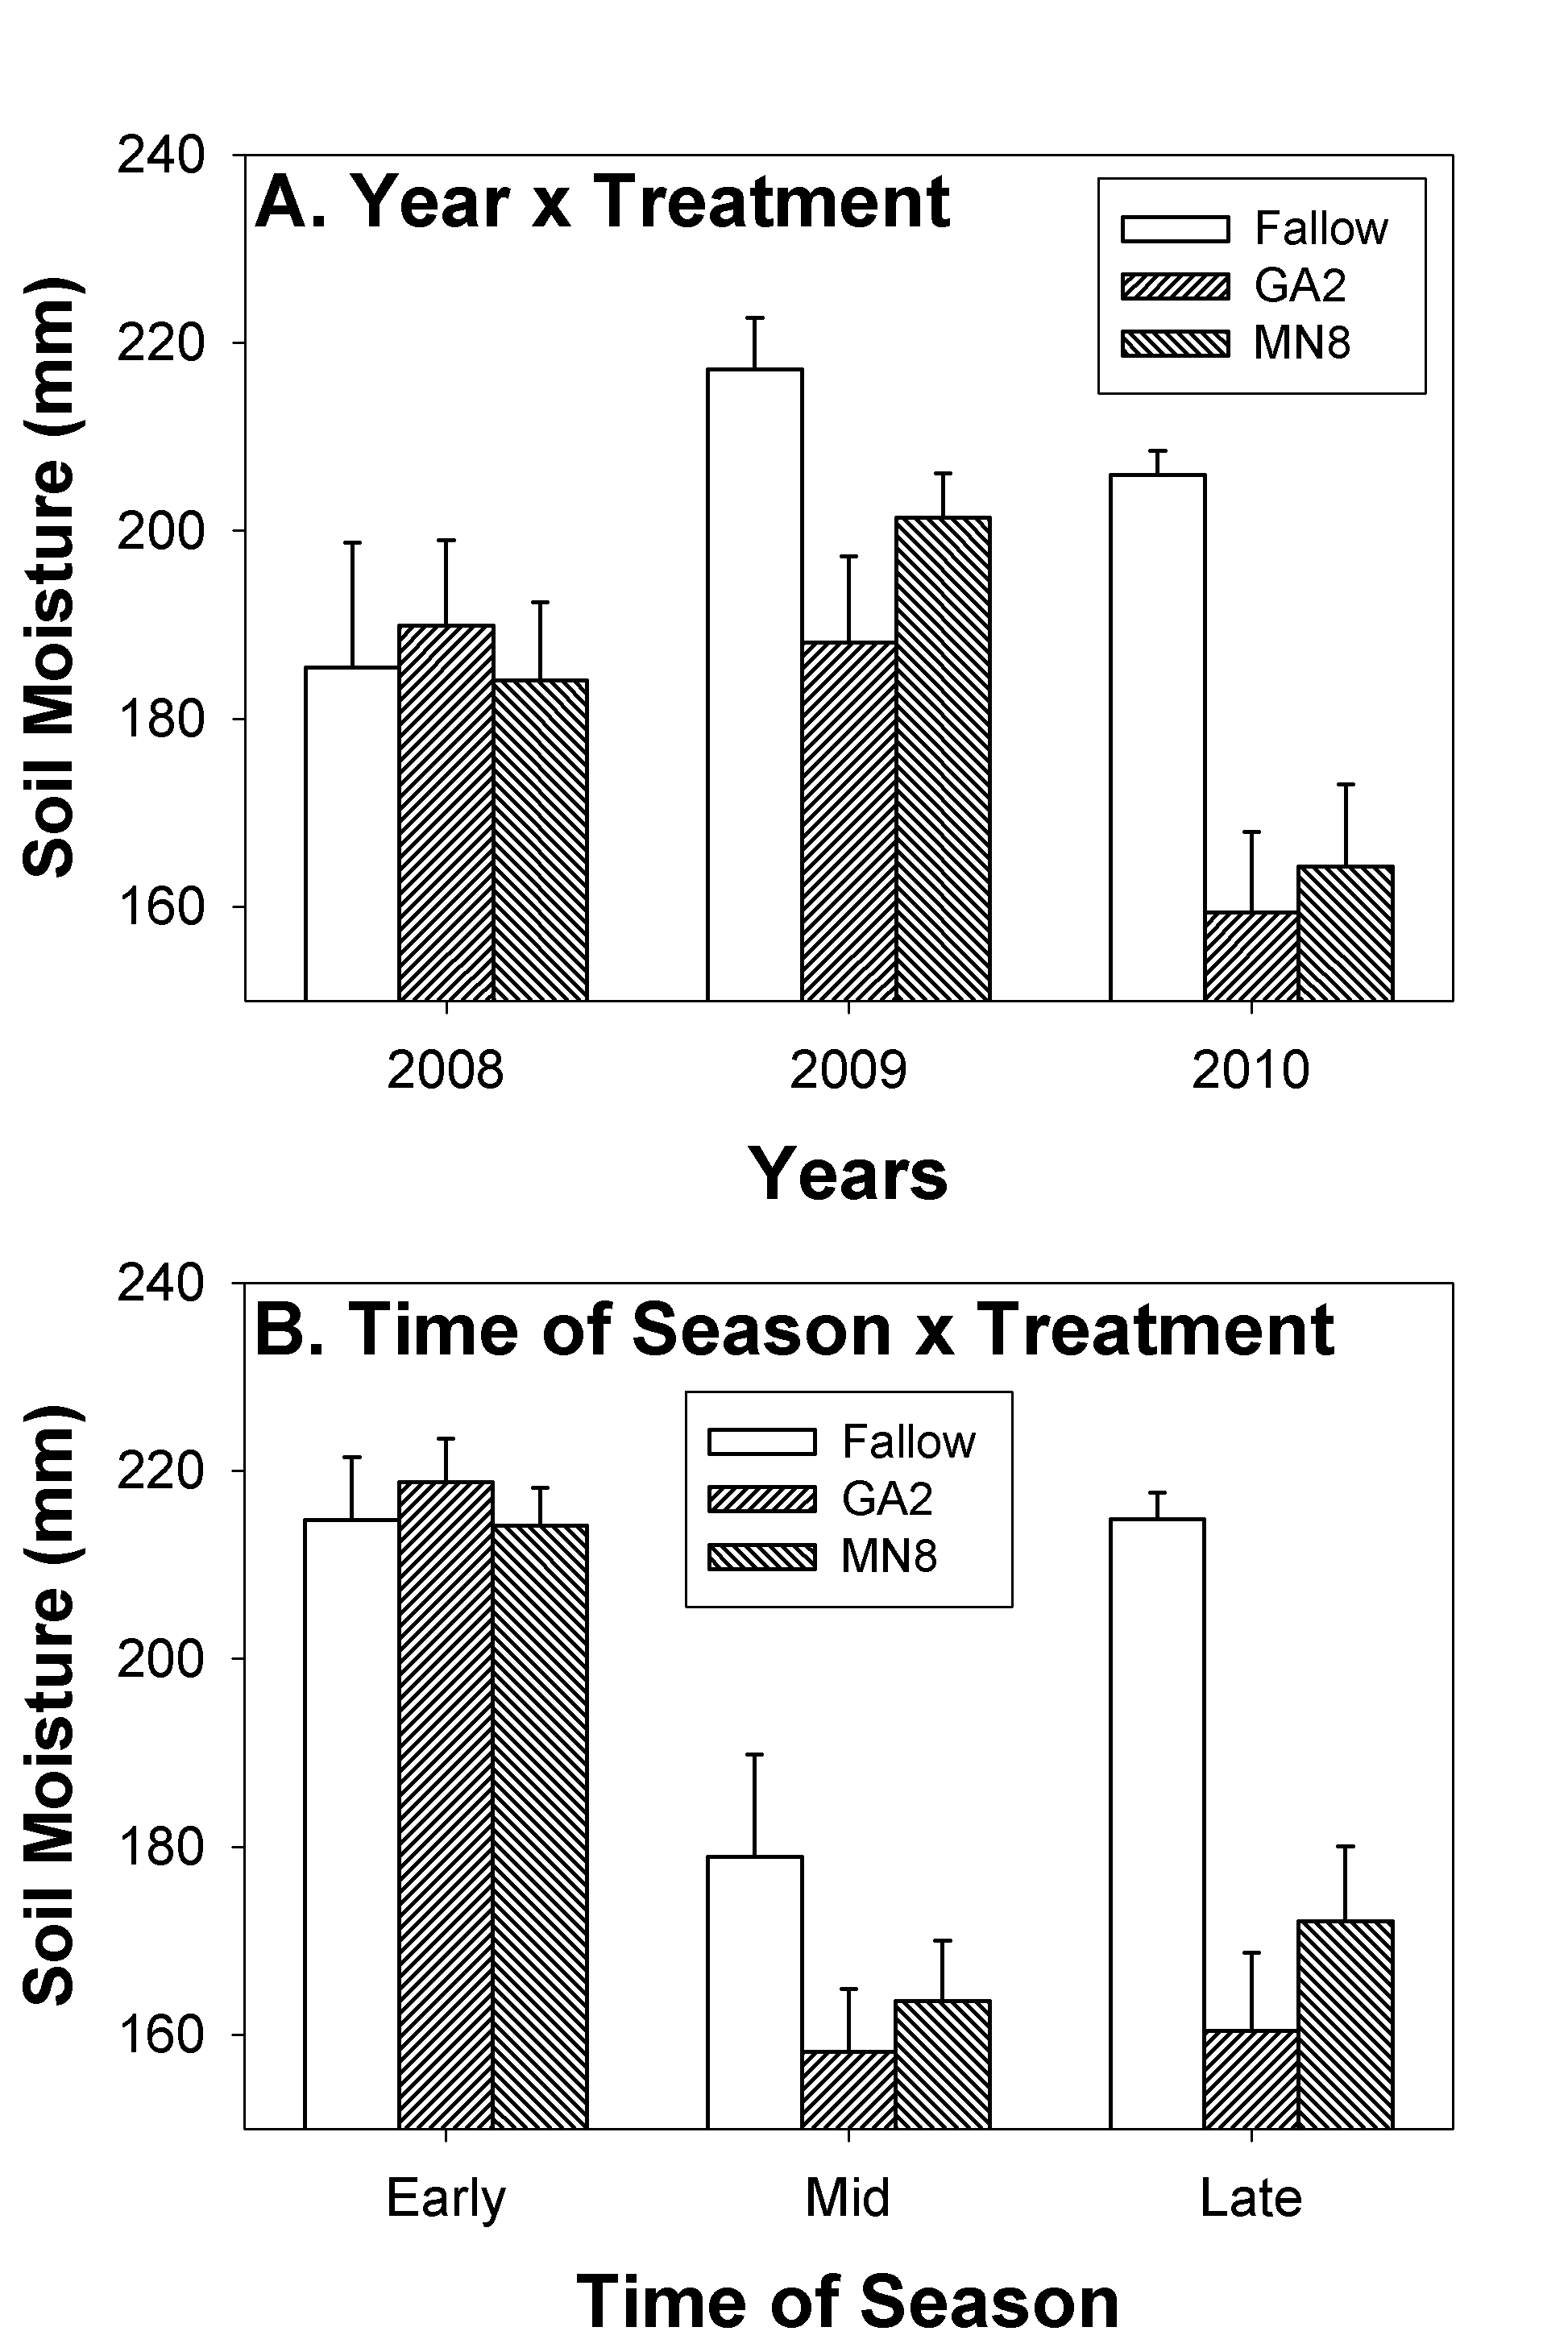 A. Year x Treatment
Fallow
GA2
MN8
Soil Moisture (mm)
240
220
200
180
160
2008 2009 2010
Years
B. Time of Season x Treatment
Fallow
GA2
MN8
Soil Moisture (mm)
240
220
200
180
160
Early Mid Late
Time of Season